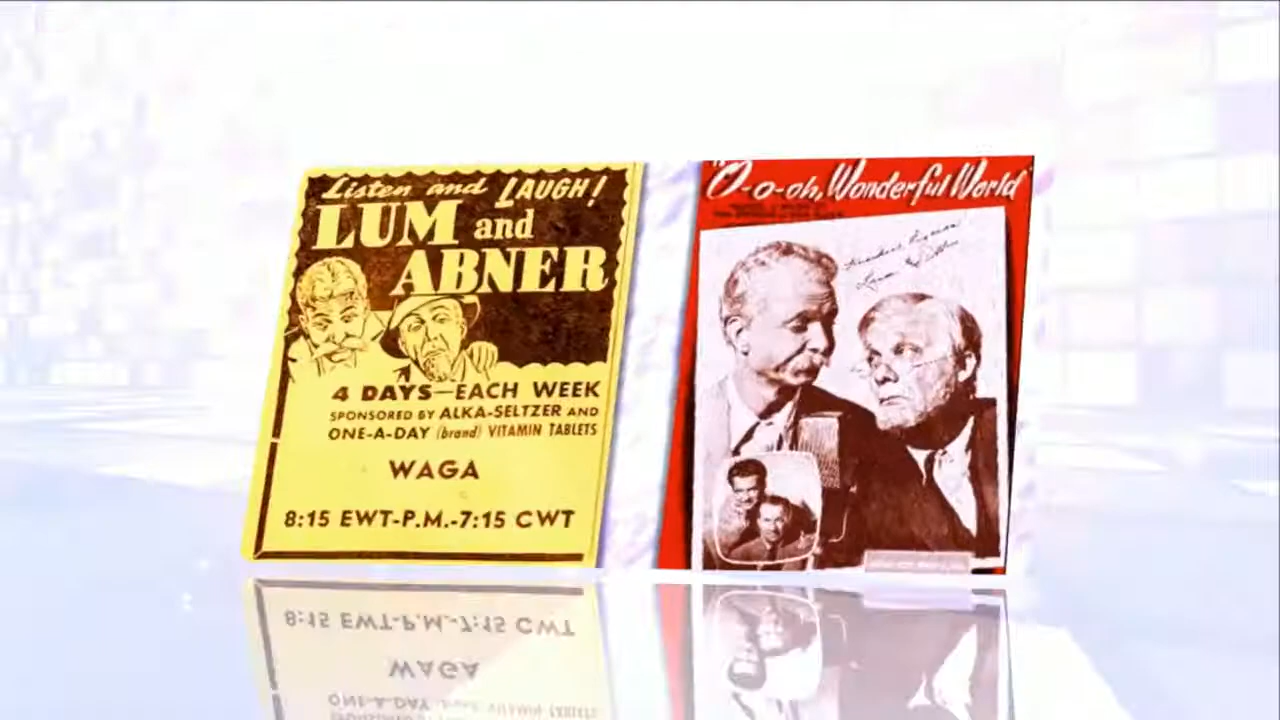 Listen and LAUGH!
LUM and
ABNER
4 DAYS—EACH WEEK
SPONSORED BY ALKA-SELTZER AND
ONE-A-DAY (brand) VITAMIN TABLETS
WAGA
8:15 EWT-P.M.-7:15 CWT
"O-o-oh, Wonderful World"